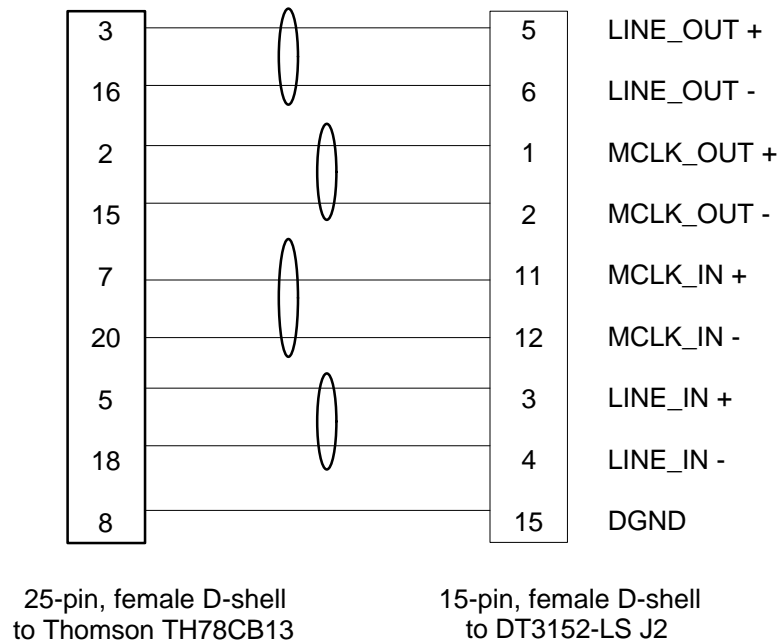 3 5 LINE_OUT +
16 6 LINE_OUT -
2 1 MCLK_OUT +
15 2 MCLK_OUT -
7 11 MCLK_IN +
20 12 MCLK_IN -
5 3 LINE_IN +
18 4 LINE_IN -
8 15 DGND
25-pin, female D-shell
to Thomson TH78CB13
15-pin, female D-shell
to DT3152-LS J2